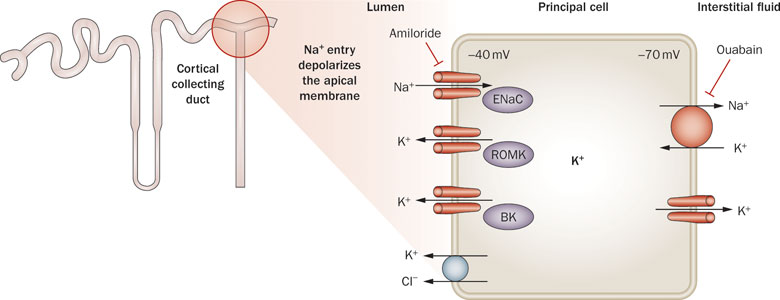 Lumen
Principal cell
Interstitial fluid
Amiloride
Na⁺ entry
depolarizes
the apical
membrane
Cortical
collecting
duct
−40 mV
−70 mV
Ouabain
Na⁺
ENaC
Na⁺
K⁺
ROMK
K⁺
K⁺
K⁺
BK
K⁺
K⁺
Cl⁻